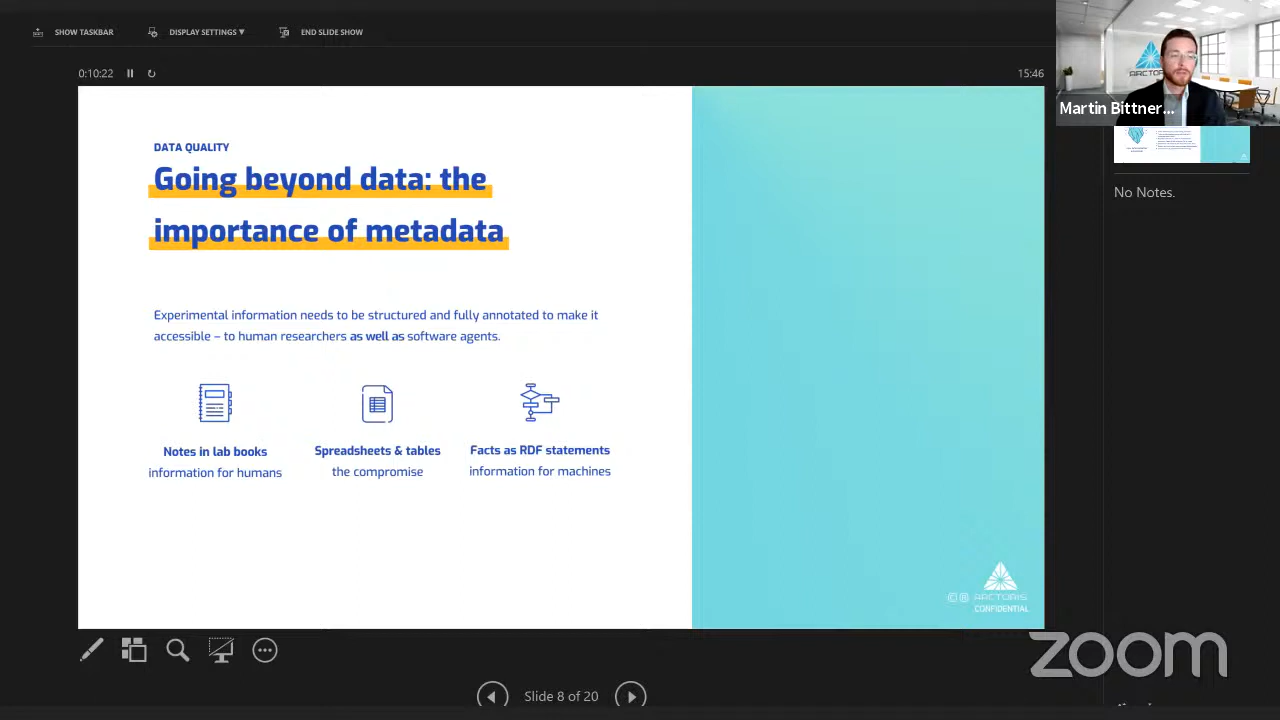 SHOW TASKBAR
DISPLAY SETTINGS ▼
END SLIDE SHOW
0:10:22
15:46
ARCTORIS
Martin Bittner...
No Notes.
DATA QUALITY
Going beyond data: the
importance of metadata
Experimental information needs to be structured and fully annotated to make it
accessible – to human researchers as well as software agents.
Notes in lab books
information for humans
Spreadsheets & tables
the compromise
Facts as RDF statements
information for machines
© ® ARCTORIS
CONFIDENTIAL
zoom
Slide 8 of 20